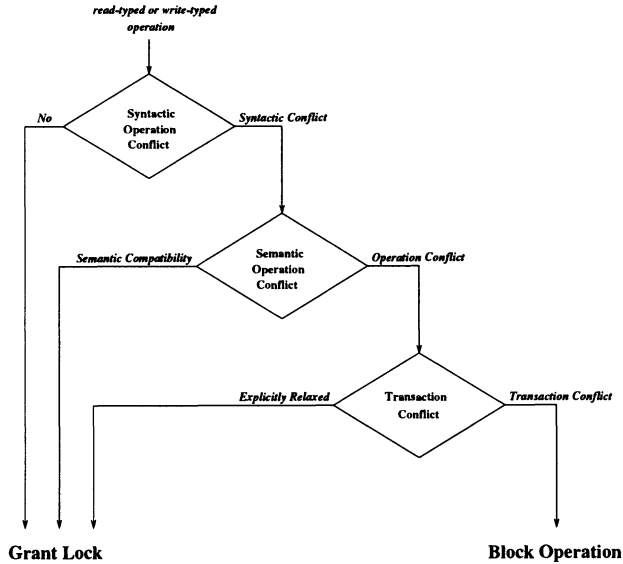 read-typed or write-typed
operation
No
Syntactic
Operation
Conflict
Syntactic Conflict
Semantic Compatibility
Semantic
Operation
Conflict
Operation Conflict
Explicitly Relaxed
Transaction
Conflict
Transaction Conflict
Grant Lock
Block Operation